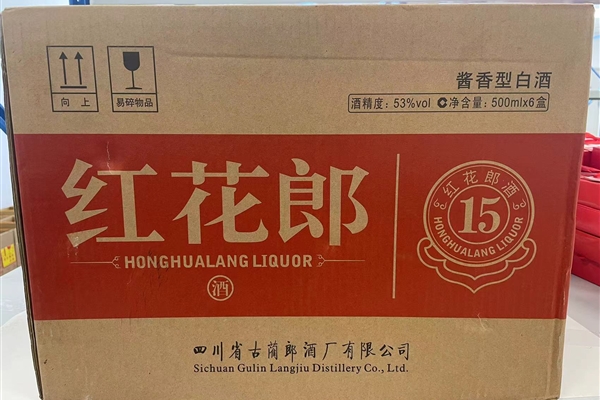 向 上
易碎物品
酱香型白酒
酒精度：53%vol C净含量：500mlx6盒
红花郎
HONGHUALANG LIQUOR
酒
红花郎酒
15
HONGHUALANG LIQUOR
四川省古蔺郎酒厂有限公司
Sichuan Gulin Langjiu Distillery Co., Ltd.